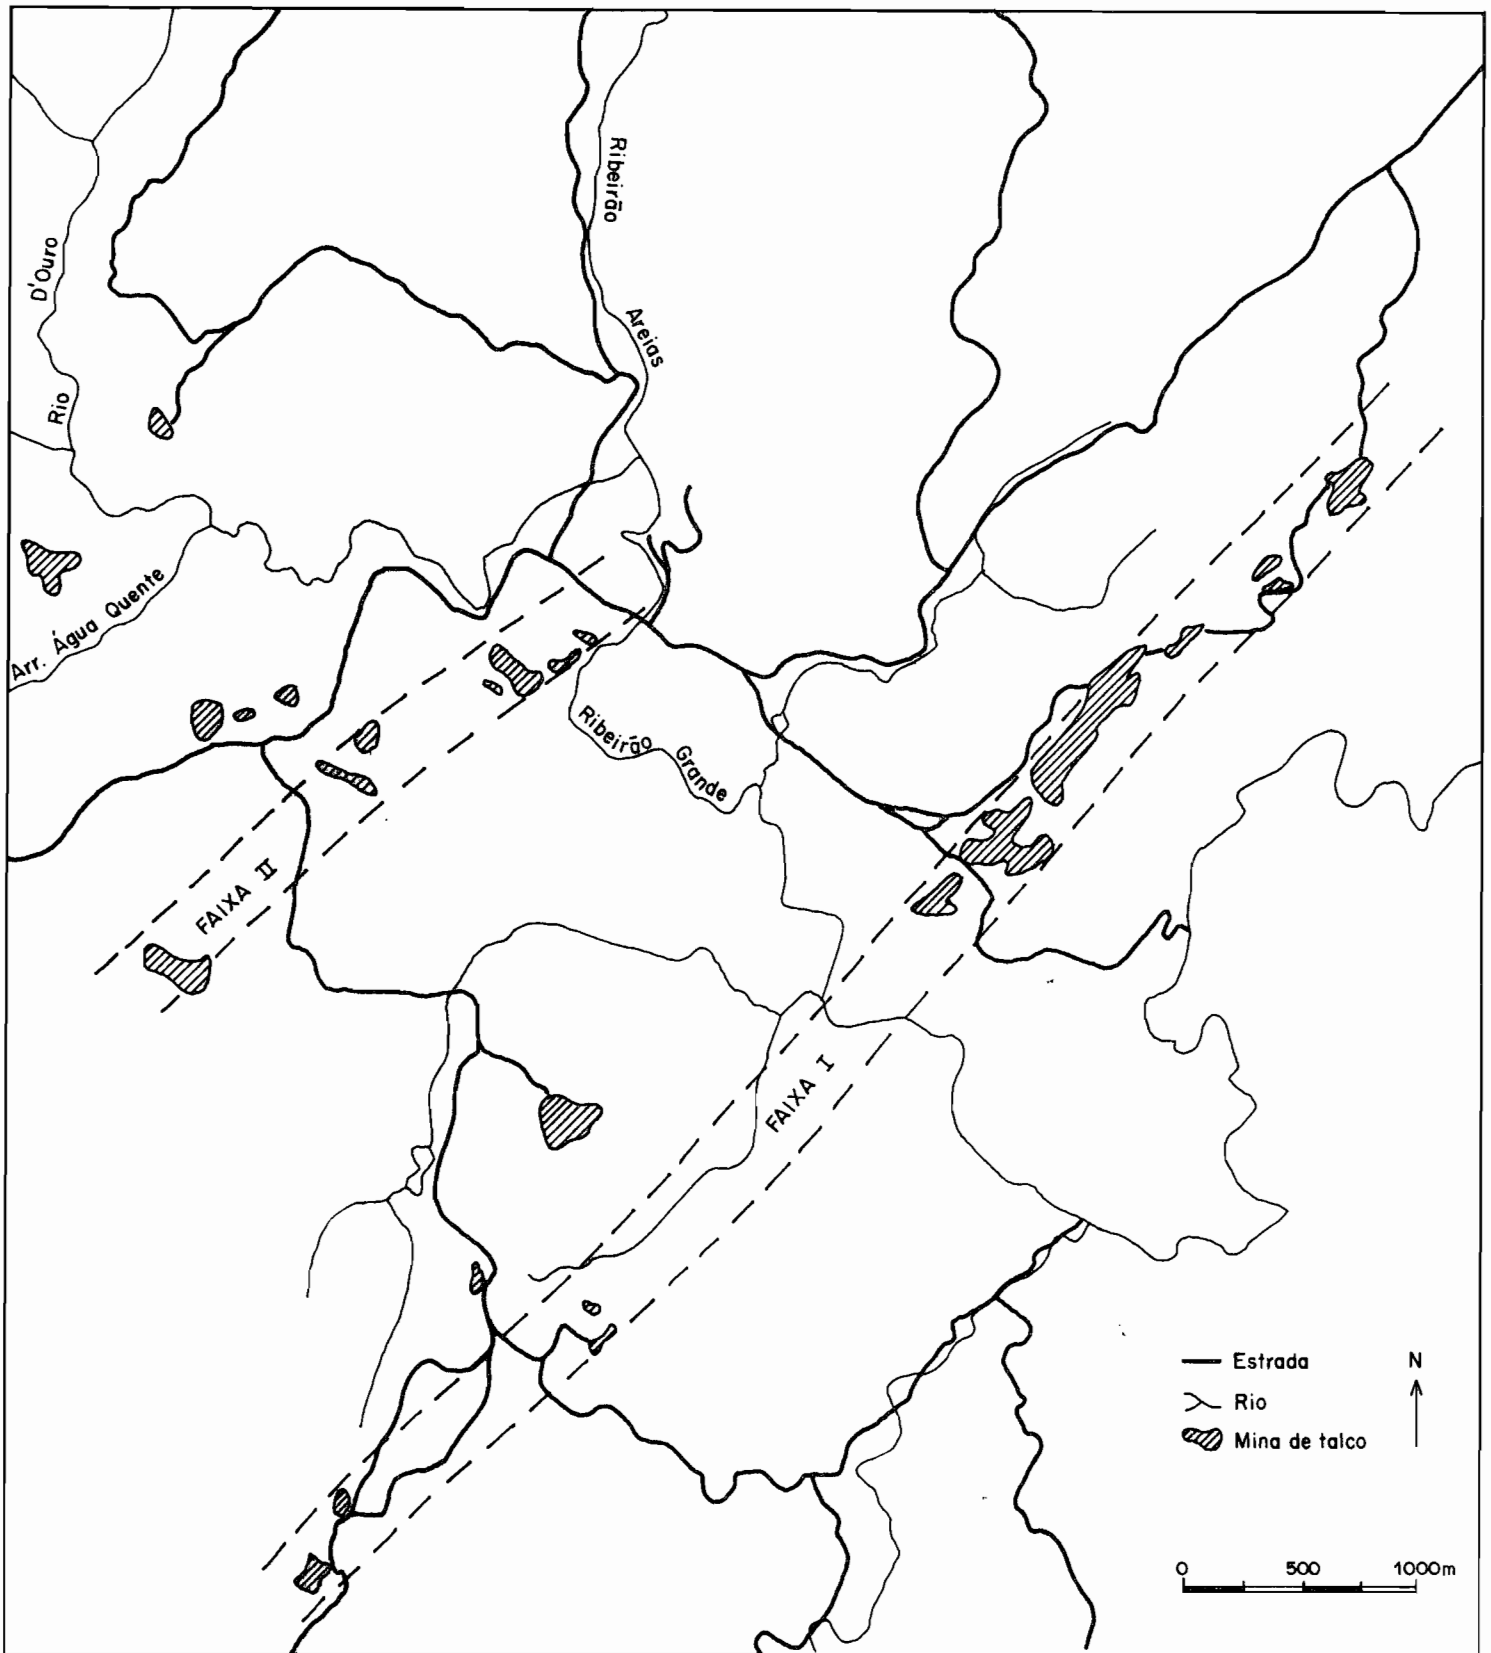 Ribeirão
Areias
D'Ouro
Rio
Arr. Água Quente
Ribeirão Grande
FAIXA II
FAIXA I
Estrada
Rio
Mina de talco
N
0 500 1000m